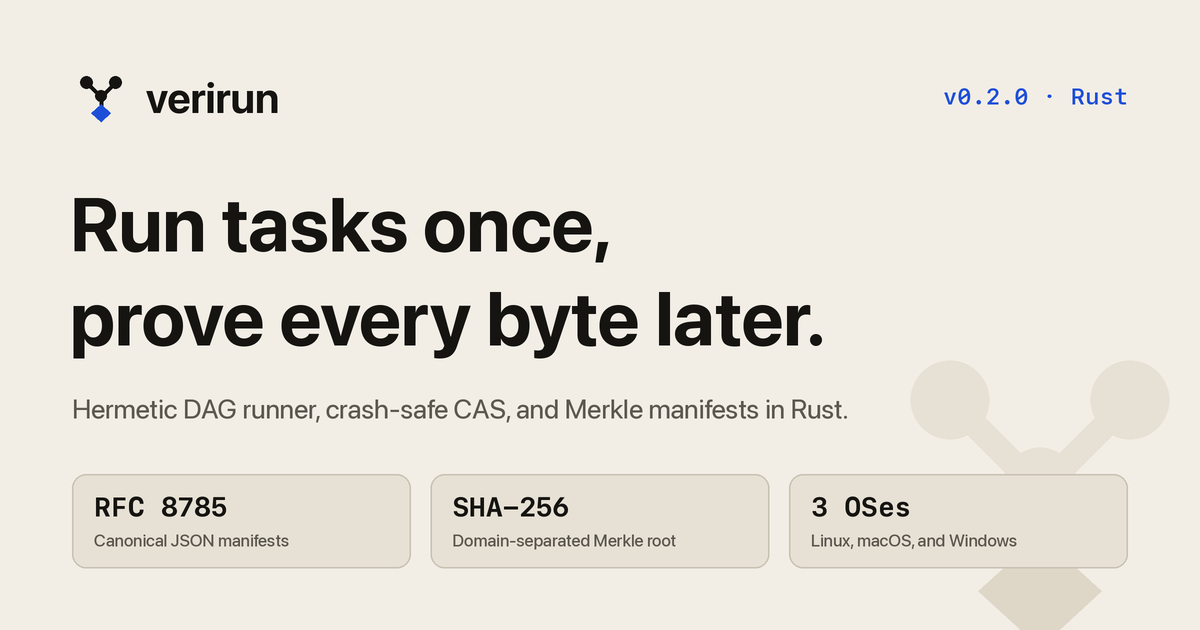 verirun
v0.2.0 · Rust
Run tasks once,
prove every byte later.
Hermetic DAG runner, crash-safe CAS, and Merkle manifests in Rust.
RFC 8785
Canonical JSON manifests
SHA–256
Domain-separated Merkle root
3 OSes
Linux, macOS, and Windows